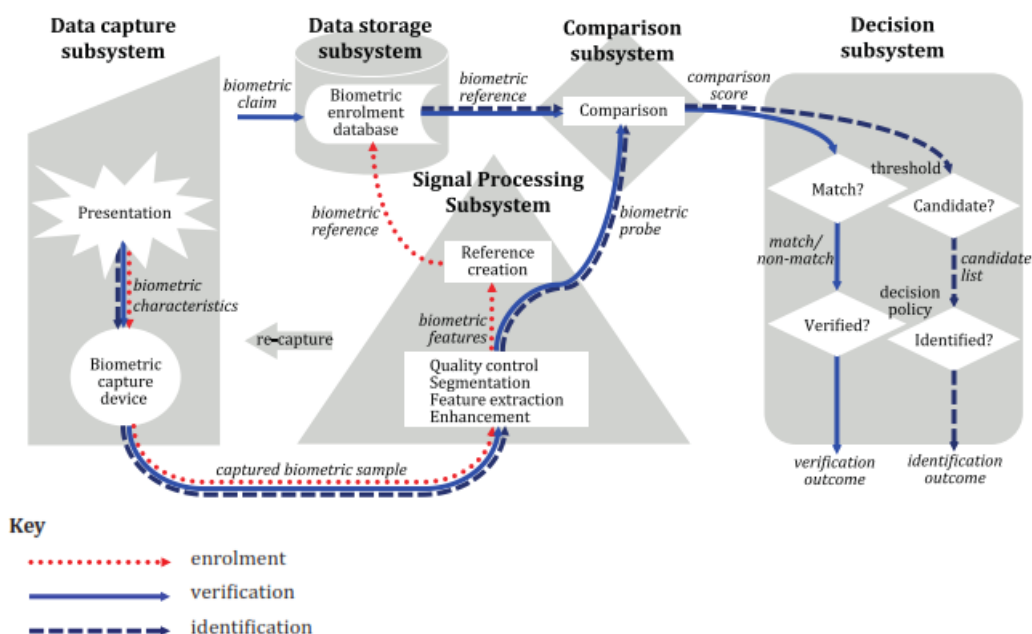 Data capture
subsystem
Data storage
subsystem
Comparison
subsystem
Decision
subsystem
biometric
claim
Biometric
enrolment
database
biometric
reference
Comparison
comparison
score
Presentation
biometric
characteristics
Biometric
capture
device
re-capture
captured biometric sample
Signal Processing
Subsystem
biometric
reference
Reference
creation
biometric
features
Quality control
Segmentation
Feature extraction
Enhancement
biometric
probe
threshold
Match?
Candidate?
match/
non-match
candidate
list
decision
policy
Verified?
Identified?
verification
outcome
identification
outcome
Key
enrolment
verification
identification